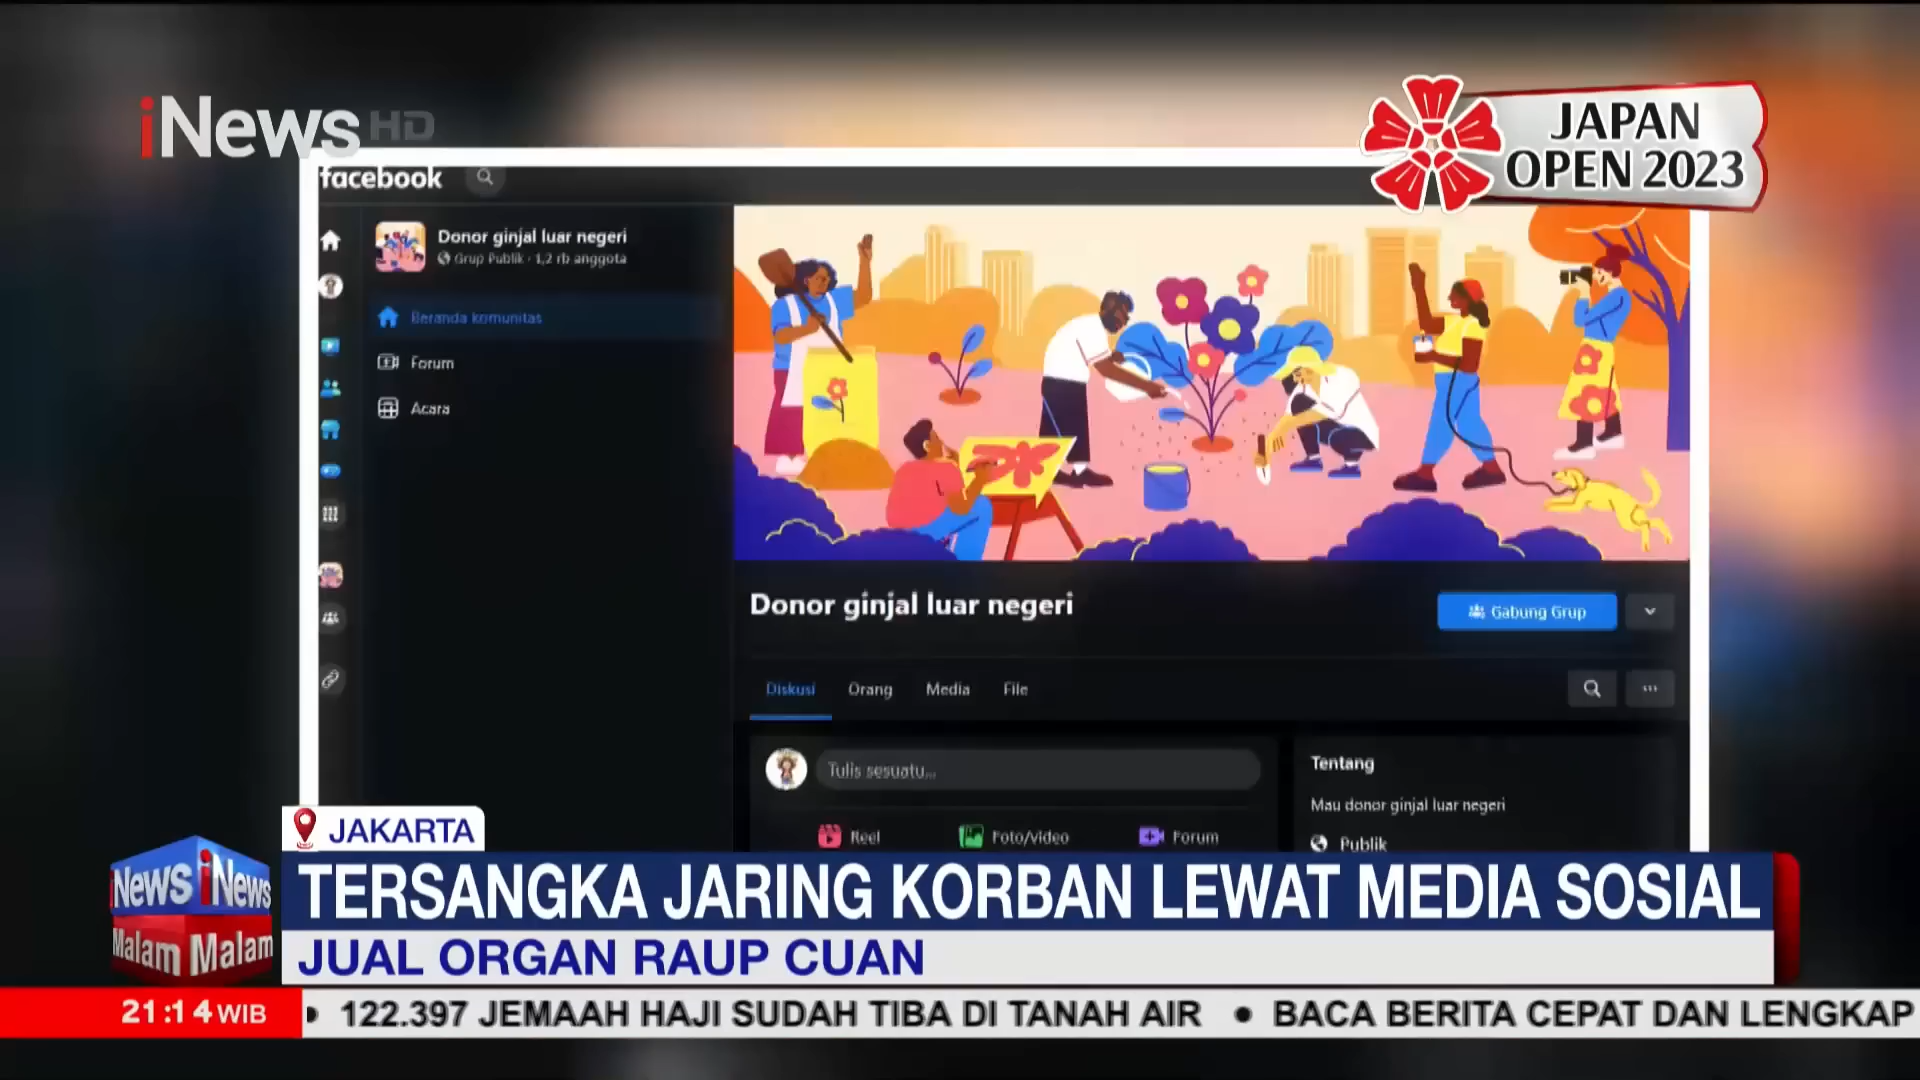 iNews HD
JAPAN
OPEN 2023
facebook
Donor ginjal luar negeri
Grup Publik · 1,2 rb anggota
Beranda komunitas
Forum
Acara
Donor ginjal luar negeri
Gabung Grup
Diskusi Orang Media File
Tulis sesuatu...
Reel Foto/video Forum
Tentang
Mau donor ginjal luar negeri
Publik
JAKARTA
TERSANGKA JARING KORBAN LEWAT MEDIA SOSIAL
JUAL ORGAN RAUP CUAN
iNews iNews
Malam Malam
21:14 WIB
122.397 JEMAAH HAJI SUDAH TIBA DI TANAH AIR • BACA BERITA CEPAT DAN LENGKAP